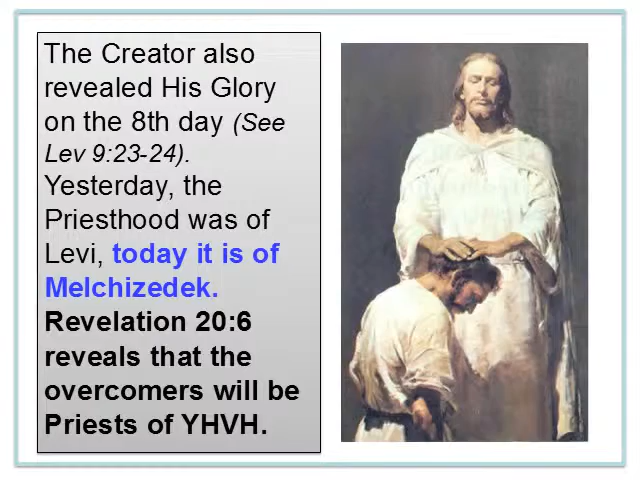 The Creator also
revealed His Glory
on the 8th day (See
Lev 9:23-24).
Yesterday, the
Priesthood was of
Levi, today it is of
Melchizedek.
Revelation 20:6
reveals that the
overcomers will be
Priests of YHVH.